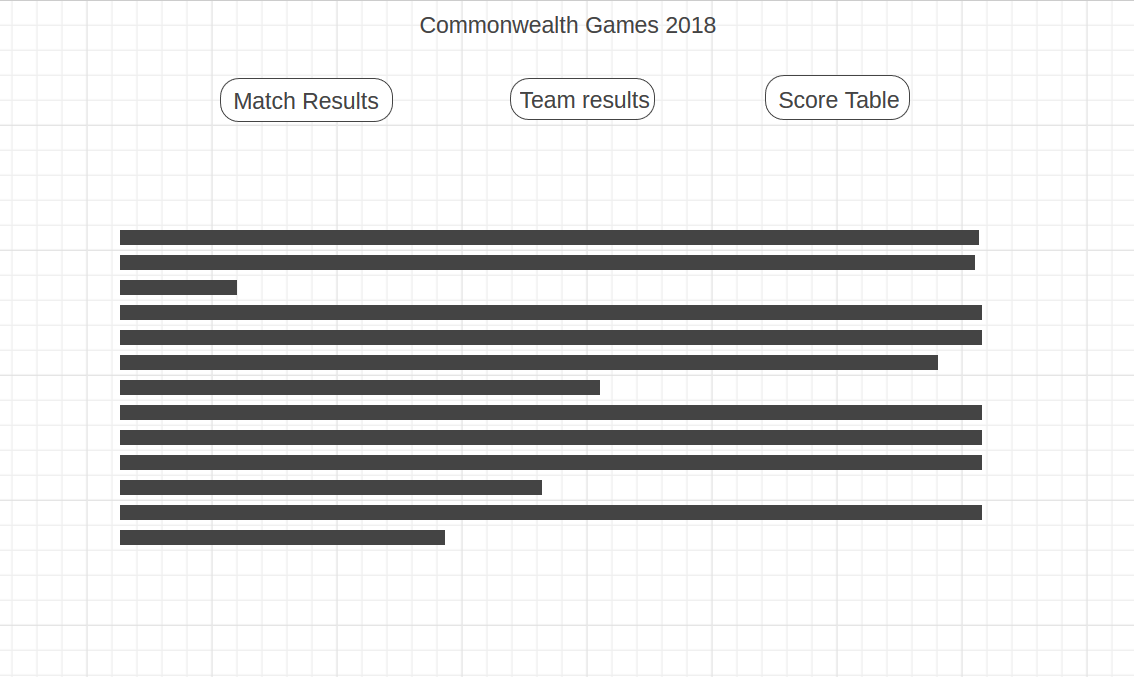 Commonwealth Games 2018
Match Results
Team results
Score Table